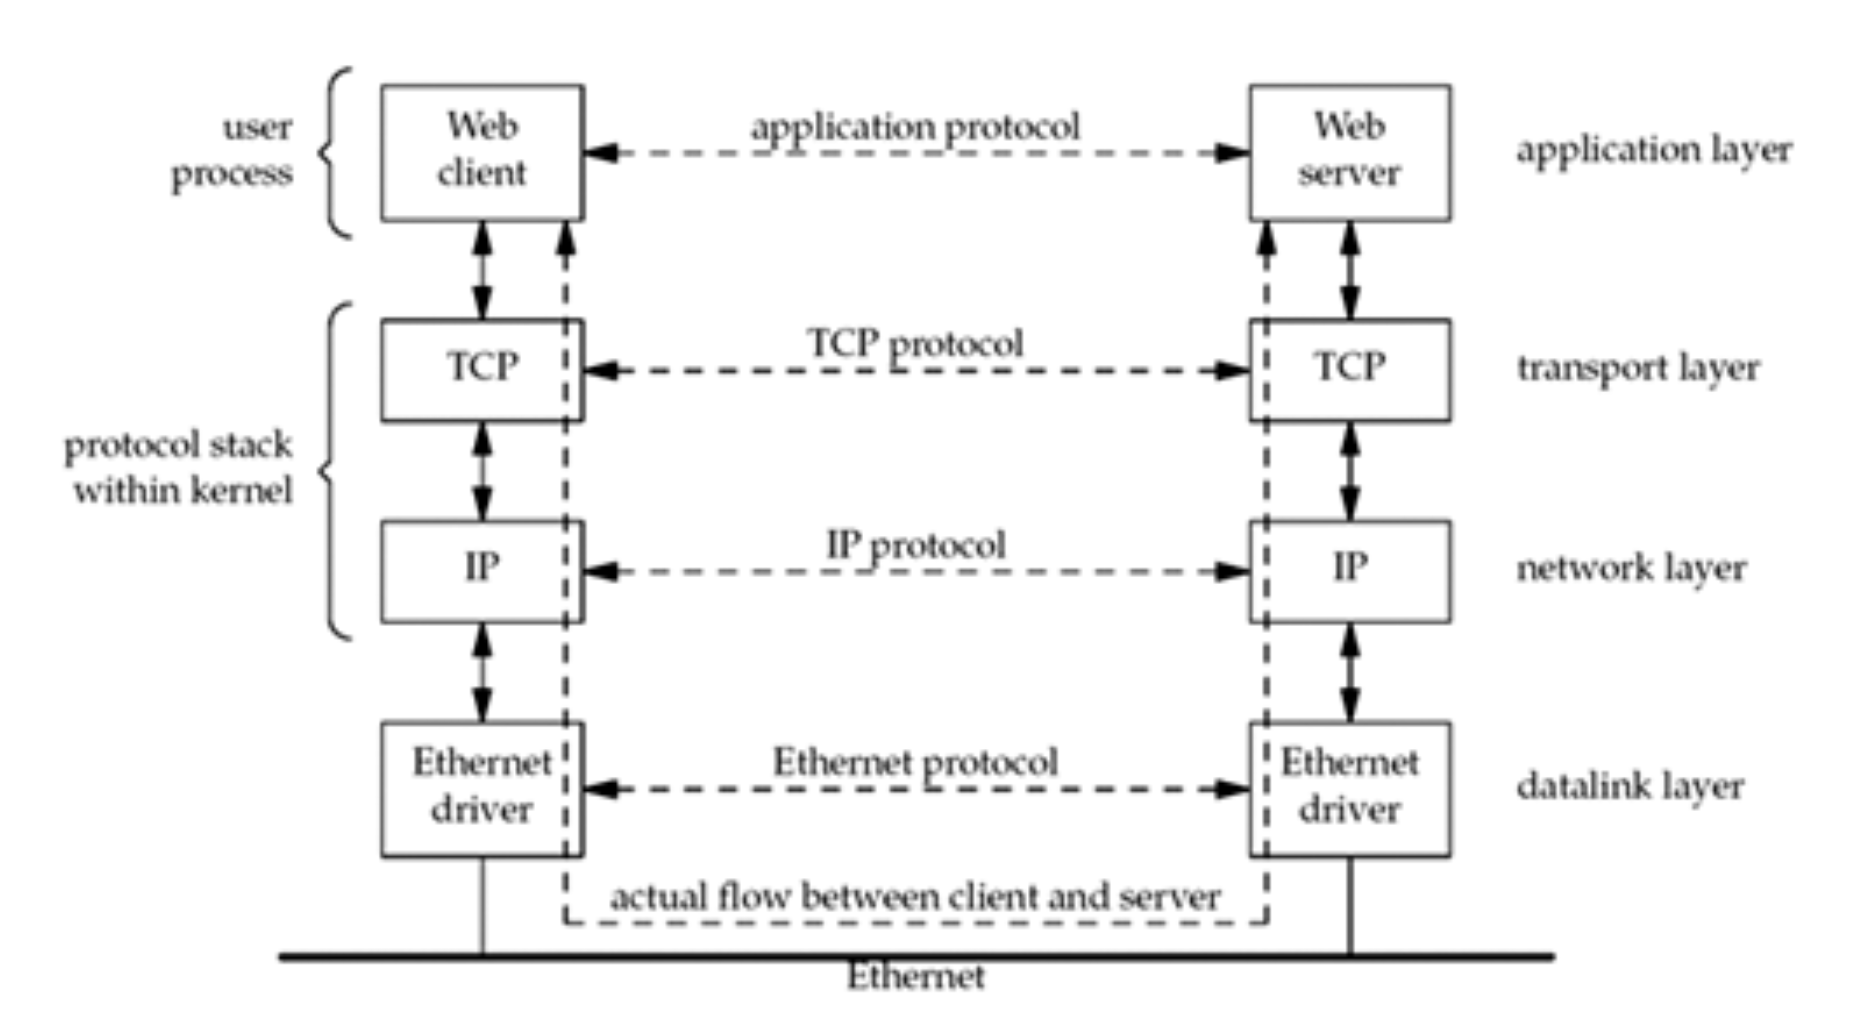 user
process
Web
client
application protocol
Web
server
application layer
TCP
TCP protocol
TCP
transport layer
protocol stack
within kernel
IP
IP protocol
IP
network layer
Ethernet
driver
Ethernet protocol
Ethernet
driver
datalink layer
actual flow between client and server
Ethernet